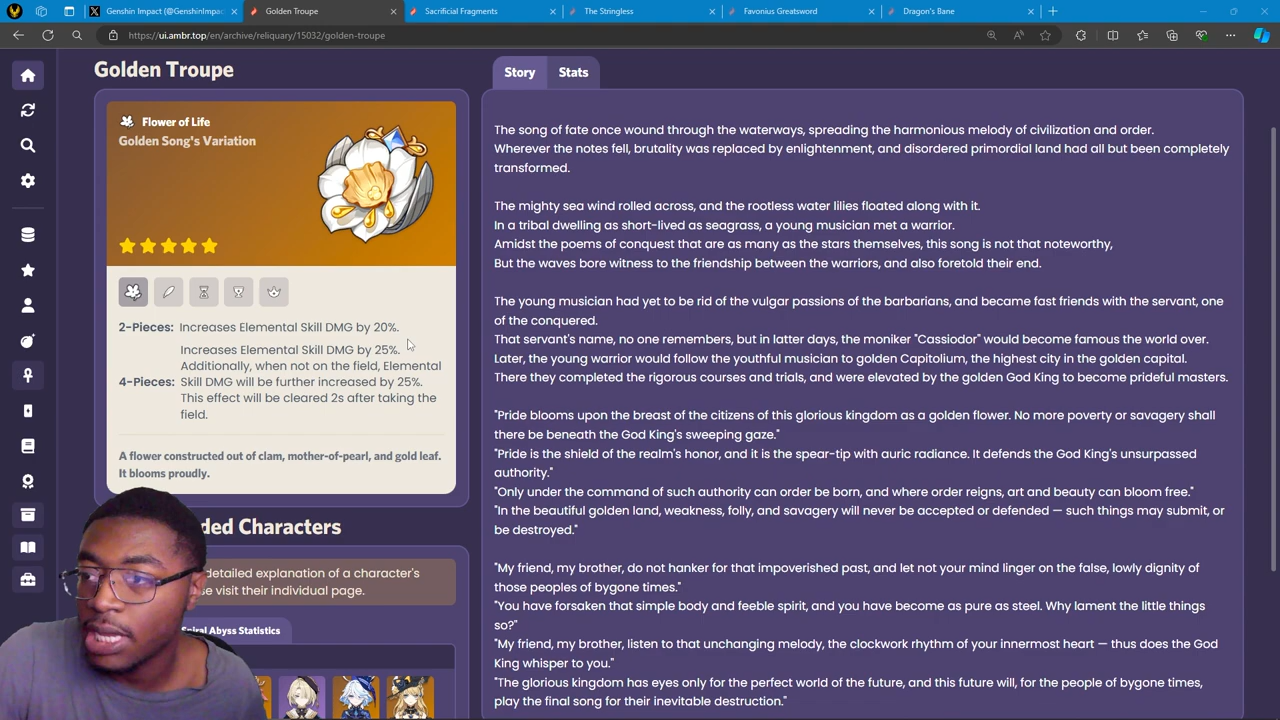 Genshin Impact (@GenshinImpac
Golden Troupe
Sacrificial Fragments
The Stringless
Favonius Greatsword
Dragon's Bane
https://ui.ambr.top/en/archive/reliquary/15032/golden-troupe
Golden Troupe
Flower of Life
Golden Song's Variation
2-Pieces: Increases Elemental Skill DMG by 20%.
4-Pieces: Increases Elemental Skill DMG by 25%.
Additionally, when not on the field, Elemental
Skill DMG will be further increased by 25%.
This effect will be cleared 2s after taking the
field.
A flower constructed out of clam, mother-of-pearl, and gold leaf.
It blooms proudly.
ded Characters
detailed explanation of a character's
se visit their individual page.
Spiral Abyss Statistics
Story
Stats
The song of fate once wound through the waterways, spreading the harmonious melody of civilization and order.
Wherever the notes fell, brutality was replaced by enlightenment, and disordered primordial land had all but been completely
transformed.
The mighty sea wind rolled across, and the rootless water lilies floated along with it.
In a tribal dwelling as short-lived as seagrass, a young musician met a warrior.
Amidst the poems of conquest that are as many as the stars themselves, this song is not that noteworthy,
But the waves bore witness to the friendship between the warriors, and also foretold their end.
The young musician had yet to be rid of the vulgar passions of the barbarians, and became fast friends with the servant, one
of the conquered.
That servant's name, no one remembers, but in latter days, the moniker "Cassiodor" would become famous the world over.
Later, the young warrior would follow the youthful musician to golden Capitolium, the highest city in the golden capital.
There they completed the rigorous courses and trials, and were elevated by the golden God King to become prideful masters.
"Pride blooms upon the breast of the citizens of this glorious kingdom as a golden flower. No more poverty or savagery shall
there be beneath the God King's sweeping gaze."
"Pride is the shield of the realm's honor, and it is the spear-tip with auric radiance. It defends the God King's unsurpassed
authority."
"Only under the command of such authority can order be born, and where order reigns, art and beauty can bloom free."
"In the beautiful golden land, weakness, folly, and savagery will never be accepted or defended — such things may submit, or
be destroyed."
"My friend, my brother, do not hanker for that impoverished past, and let not your mind linger on the false, lowly dignity of
those peoples of bygone times."
"You have forsaken that simple body and feeble spirit, and you have become as pure as steel. Why lament the little things
so?"
"My friend, my brother, listen to that unchanging melody, the clockwork rhythm of your innermost heart — thus does the God
King whisper to you."
"The glorious kingdom has eyes only for the perfect world of the future, and this future will, for the people of bygone times,
play the final song for their inevitable destruction."